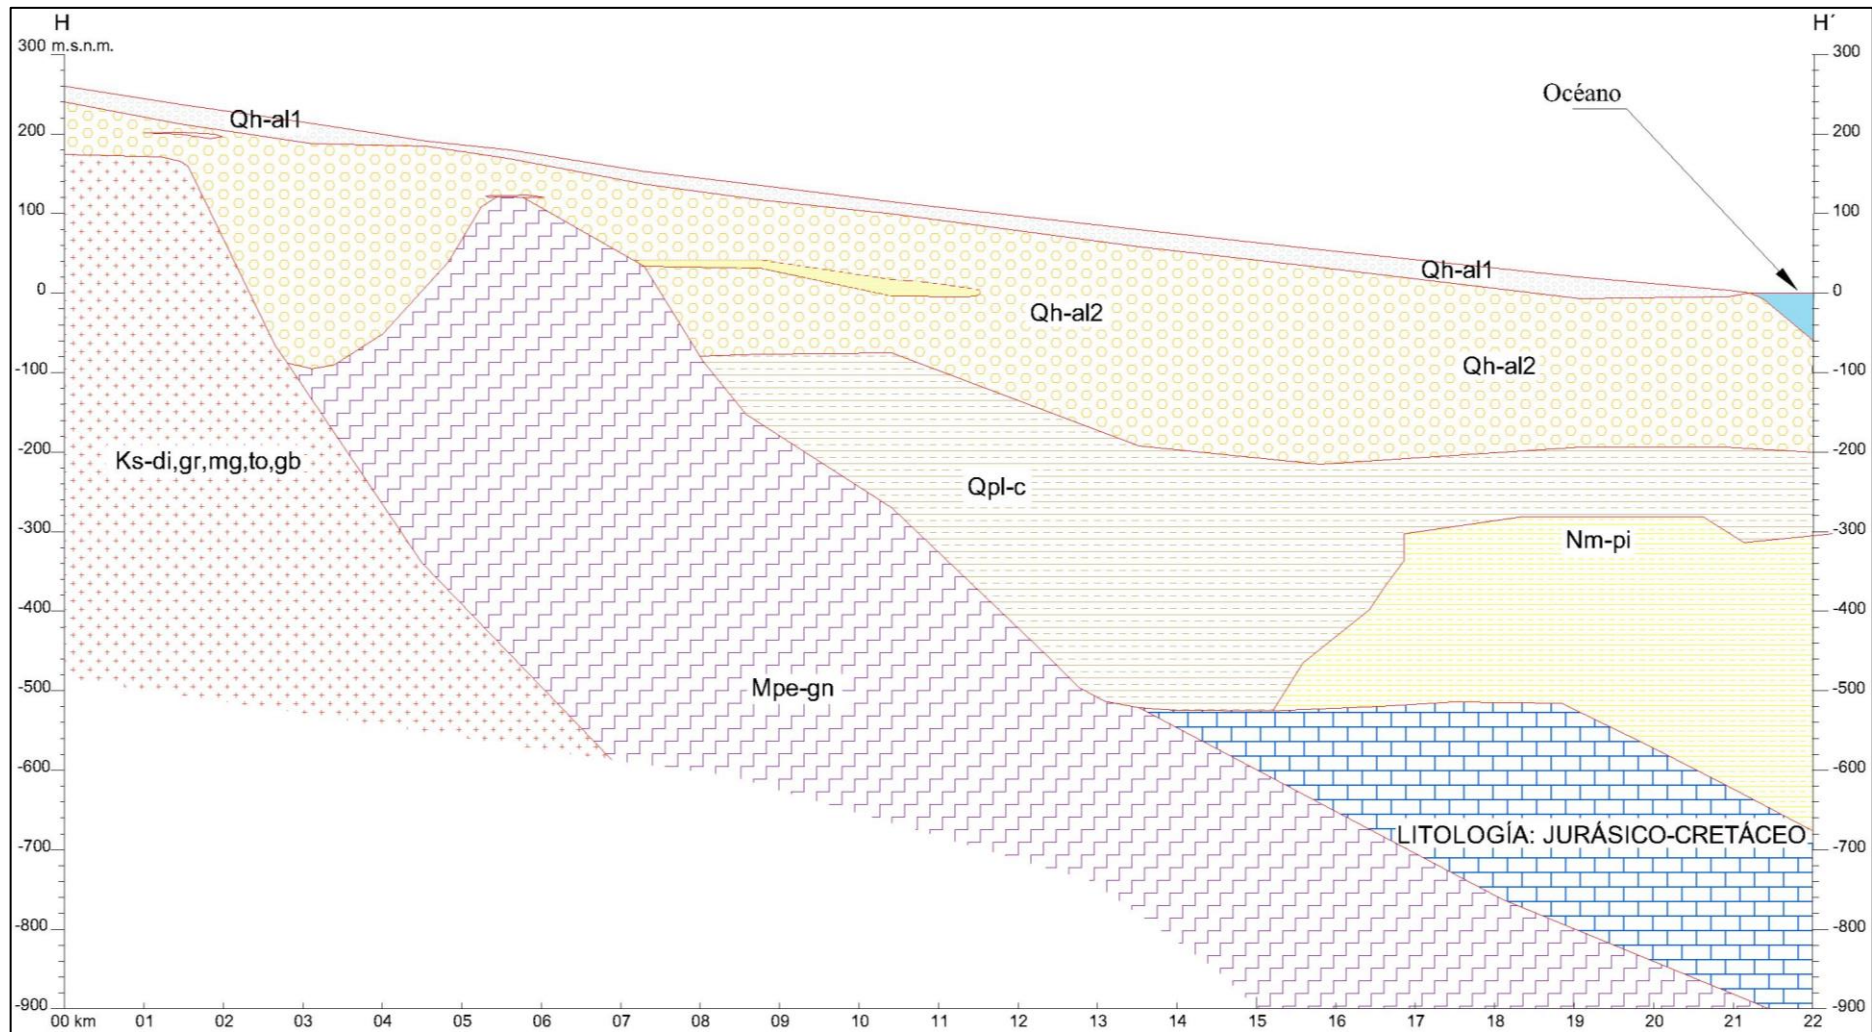 H H´
300 m.s.n.m. 300
Océano
Qh-al1
200 200
100 100
Qh-al1
0 0
Qh-al2
Qh-al2
-100 -100
-200 -200
Ks-di,gr,mg,to,gb
Qpl-c
-300 -300
Nm-pi
-400 -400
-500 -500
Mpe-gn
-600 -600
LITOLOGÍA: JURÁSICO-CRETÁCEO
-700 -700
-800 -800
-900 -900
00 km 01 02 03 04 05 06 07 08 09 10 11 12 13 14 15 16 17 18 19 20 21 22